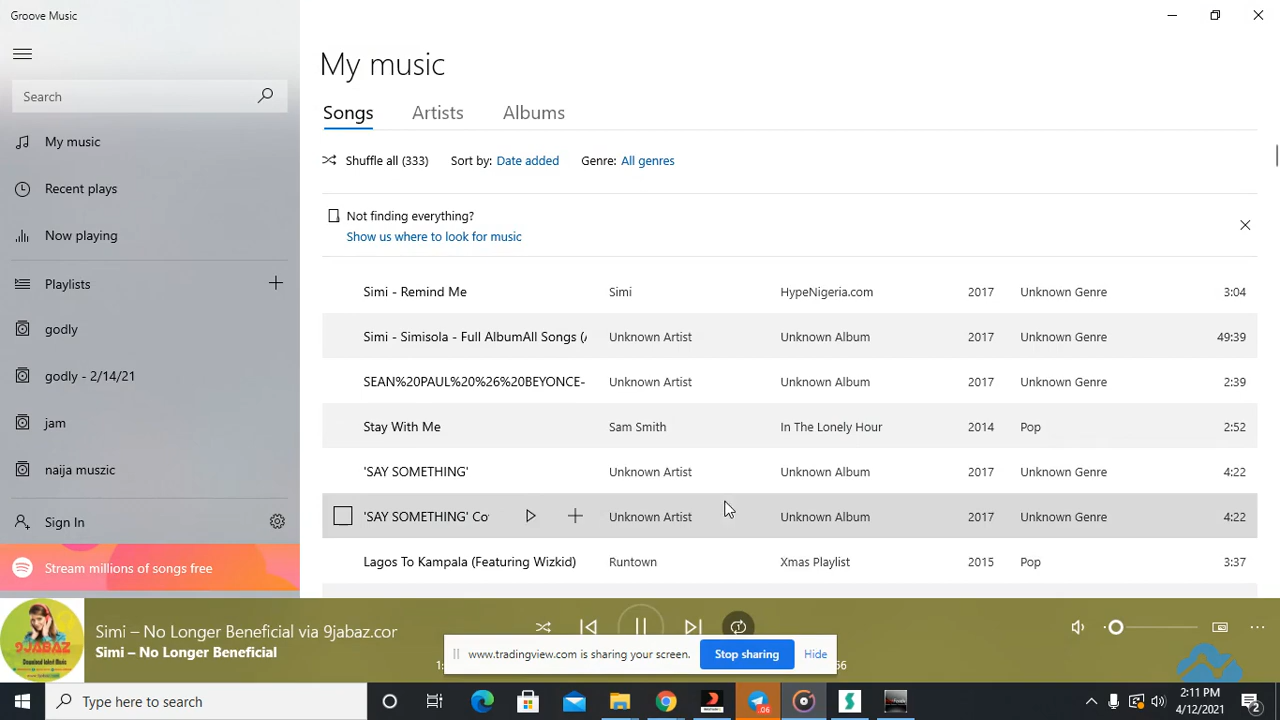 Groove Music
My music
Search
Songs Artists Albums
My music
Shuffle all (333) Sort by: Date added Genre: All genres
Recent plays
Not finding everything?
Now playing
Show us where to look for music
Playlists
Simi - Remind Me Simi HypeNigeria.com 2017 Unknown Genre 3:04
godly
Simi - Simisola - Full AlbumAll Songs ( Unknown Artist Unknown Album 2017 Unknown Genre 49:39
godly - 2/14/21
SEAN%20PAUL%20%26%20BEYONCE- Unknown Artist Unknown Album 2017 Unknown Genre 2:39
jam
Stay With Me Sam Smith In The Lonely Hour 2014 Pop 2:52
naija muszic
'SAY SOMETHING' Unknown Artist Unknown Album 2017 Unknown Genre 4:22
Sign In
'SAY SOMETHING' Co Unknown Artist Unknown Album 2017 Unknown Genre 4:22
Stream millions of songs free
Lagos To Kampala (Featuring Wizkid) Runtown Xmas Playlist 2015 Pop 3:37
9JABAZ
Simi – No Longer Beneficial via 9jabaz.cor
Simi – No Longer Beneficial
www.tradingview.com is sharing your screen. Stop sharing Hide
1: 56
Type here to search
.06
2:11 PM
4/12/2021
2